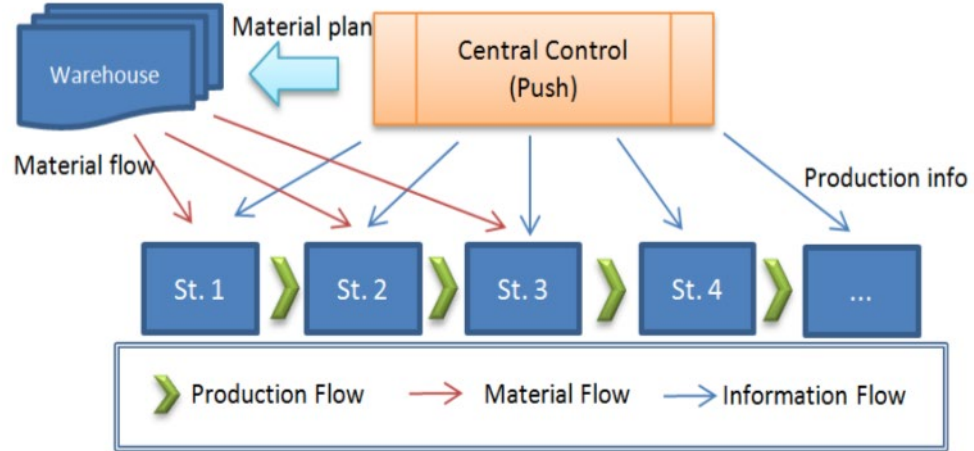 Material plan
Central Control
(Push)
Warehouse
Material flow
Production info
St. 1
St. 2
St. 3
St. 4
...
Production Flow
Material Flow
Information Flow